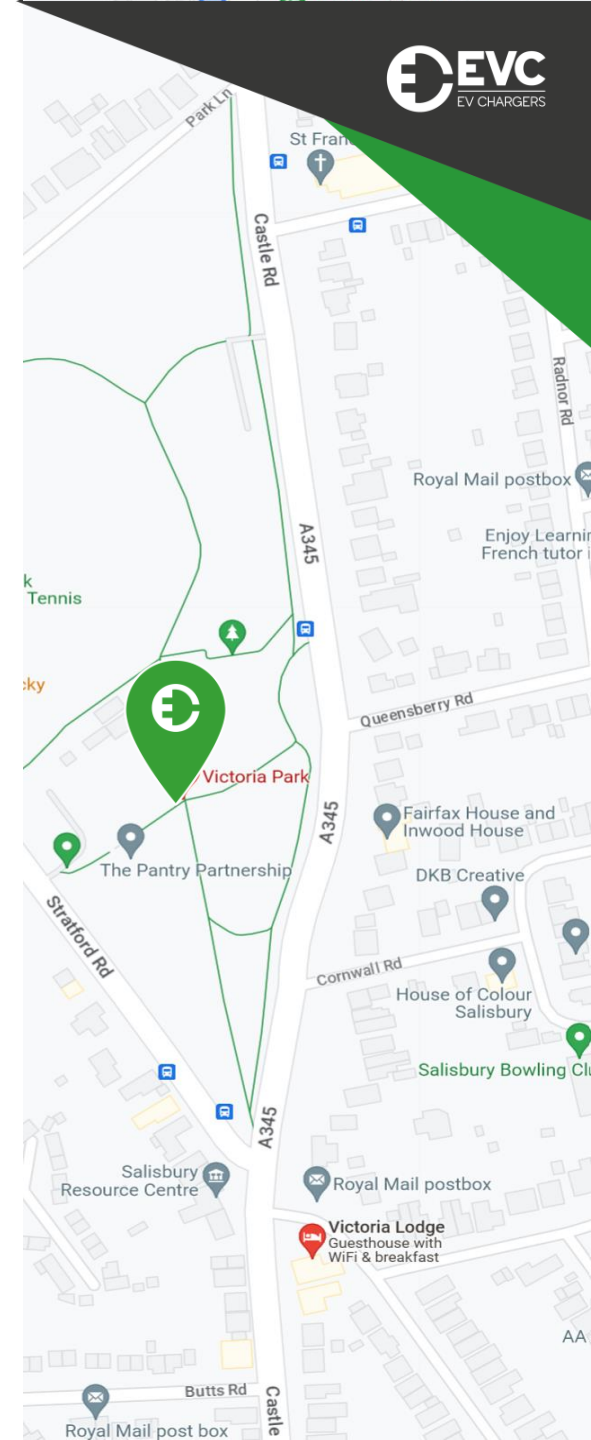 EVC
EV CHARGERS
Park Ln
St Fran
Castle Rd
Radnor Rd
Royal Mail postbox
Enjoy Learnin
French tutor i
A345
k
Tennis
cky
Queensberry Rd
Victoria Park
A345
Fairfax House and
Inwood House
The Pantry Partnership
DKB Creative
Stratford Rd
Cornwall Rd
House of Colour
Salisbury
Salisbury Bowling Clu
A345
Salisbury
Resource Centre
Royal Mail postbox
Victoria Lodge
Guesthouse with
WiFi & breakfast
AA
Butts Rd
Castle
Royal Mail post box